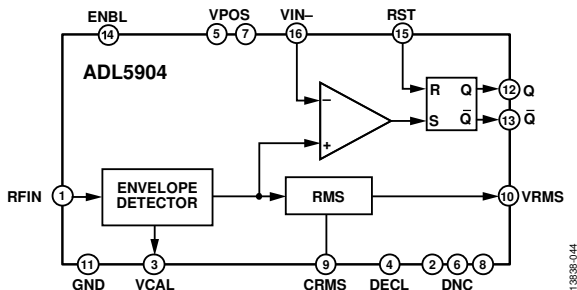 ENBL VPOS VIN– RST
14 5 7 16 15
ADL5904
R Q 12 Q
– S Q̅ 13 Q̅
+
RFIN 1 ENVELOPE DETECTOR RMS 10 VRMS
11 3 9 4 2 6 8
GND VCAL CRMS DECL DNC
13838-044